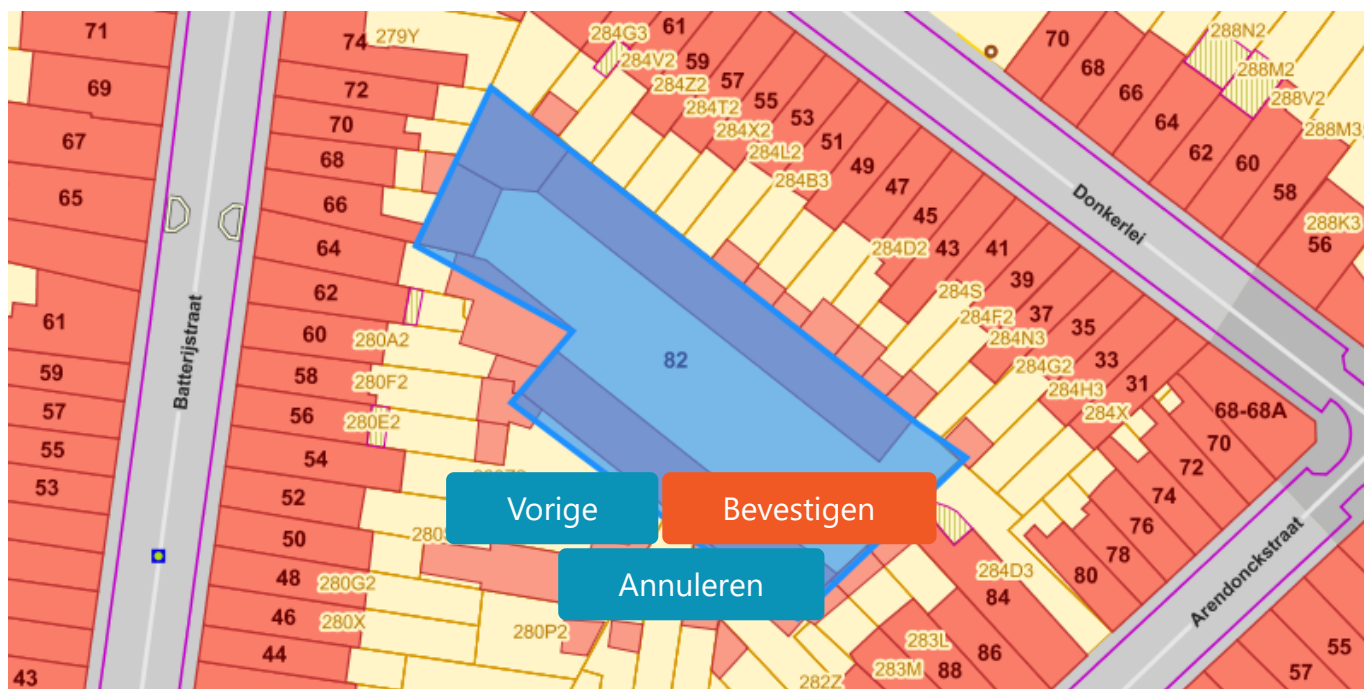 71
69
67
65
61
59
57
55
53
43
Batterijstraat
74
279Y
72
70
68
66
64
62
60
280A2
58
280F2
56
280E2
54
52
50
48
280G2
46
280X
44
280P2
82
284G3
61
284V2
59
284Z2
57
284T2
55
284X2
53
284L2
51
284B3
49
47
45
284D2
43
41
284S
39
284F2
37
284N3
35
284G2
33
284H3
31
284X
Donkerlei
70
68
66
64
62
60
58
56
288N2
288M2
288V2
288M3
288K3
68-68A
70
72
74
76
78
80
Arendonckstraat
284D3
84
283L
86
283M
88
282Z
55
57
Vorige
Bevestigen
Annuleren